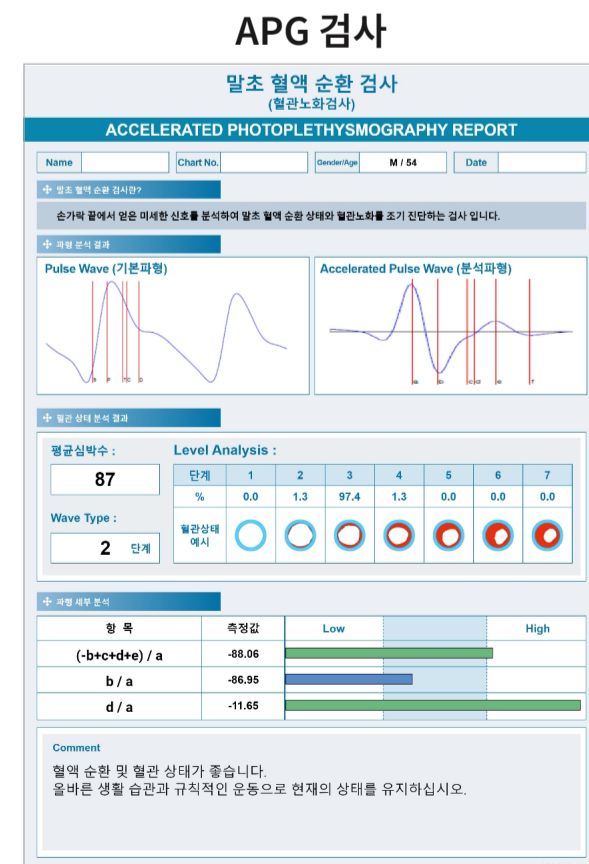 APG 검사
말초 혈액 순환 검사
(혈관노화검사)
ACCELERATED PHOTOPLETHYSMOGRAPHY REPORT
Name Chart No. Gender/Age M / 54 Date
말초 혈액 순환 검사란?
손가락 끝에서 얻은 미세한 신호를 분석하여 말초 혈액 순환 상태와 혈관노화를 조기 진단하는 검사 입니다.
파형 분석 결과
Pulse Wave (기본파형) Accelerated Pulse Wave (분석파형)
혈관 상태 분석 결과
평균심박수 : Level Analysis :
87
단계 1 2 3 4 5 6 7
% 0.0 1.3 97.4 1.3 0.0 0.0 0.0
Wave Type :
2 단계
혈관상태
예시
파형 세부 분석
항 목 측정값 Low High
(-b+c+d+e) / a -88.06
b / a -86.95
d / a -11.65
Comment
혈액 순환 및 혈관 상태가 좋습니다.
올바른 생활 습관과 규칙적인 운동으로 현재의 상태를 유지하십시오.